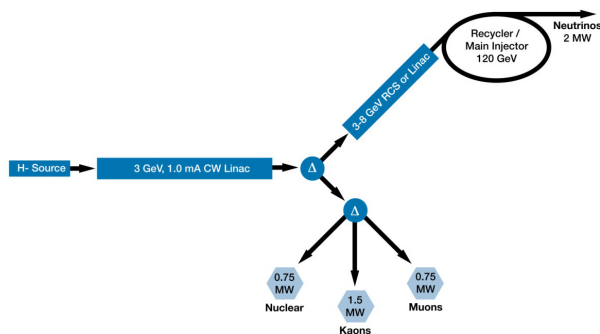 Neutrinos
2 MW
Recycler /
Main Injector
120 GeV
3-8 GeV RCS or Linac
H- Source
3 GeV, 1.0 mA CW Linac
Δ
Δ
0.75
MW
Nuclear
1.5
MW
Kaons
0.75
MW
Muons